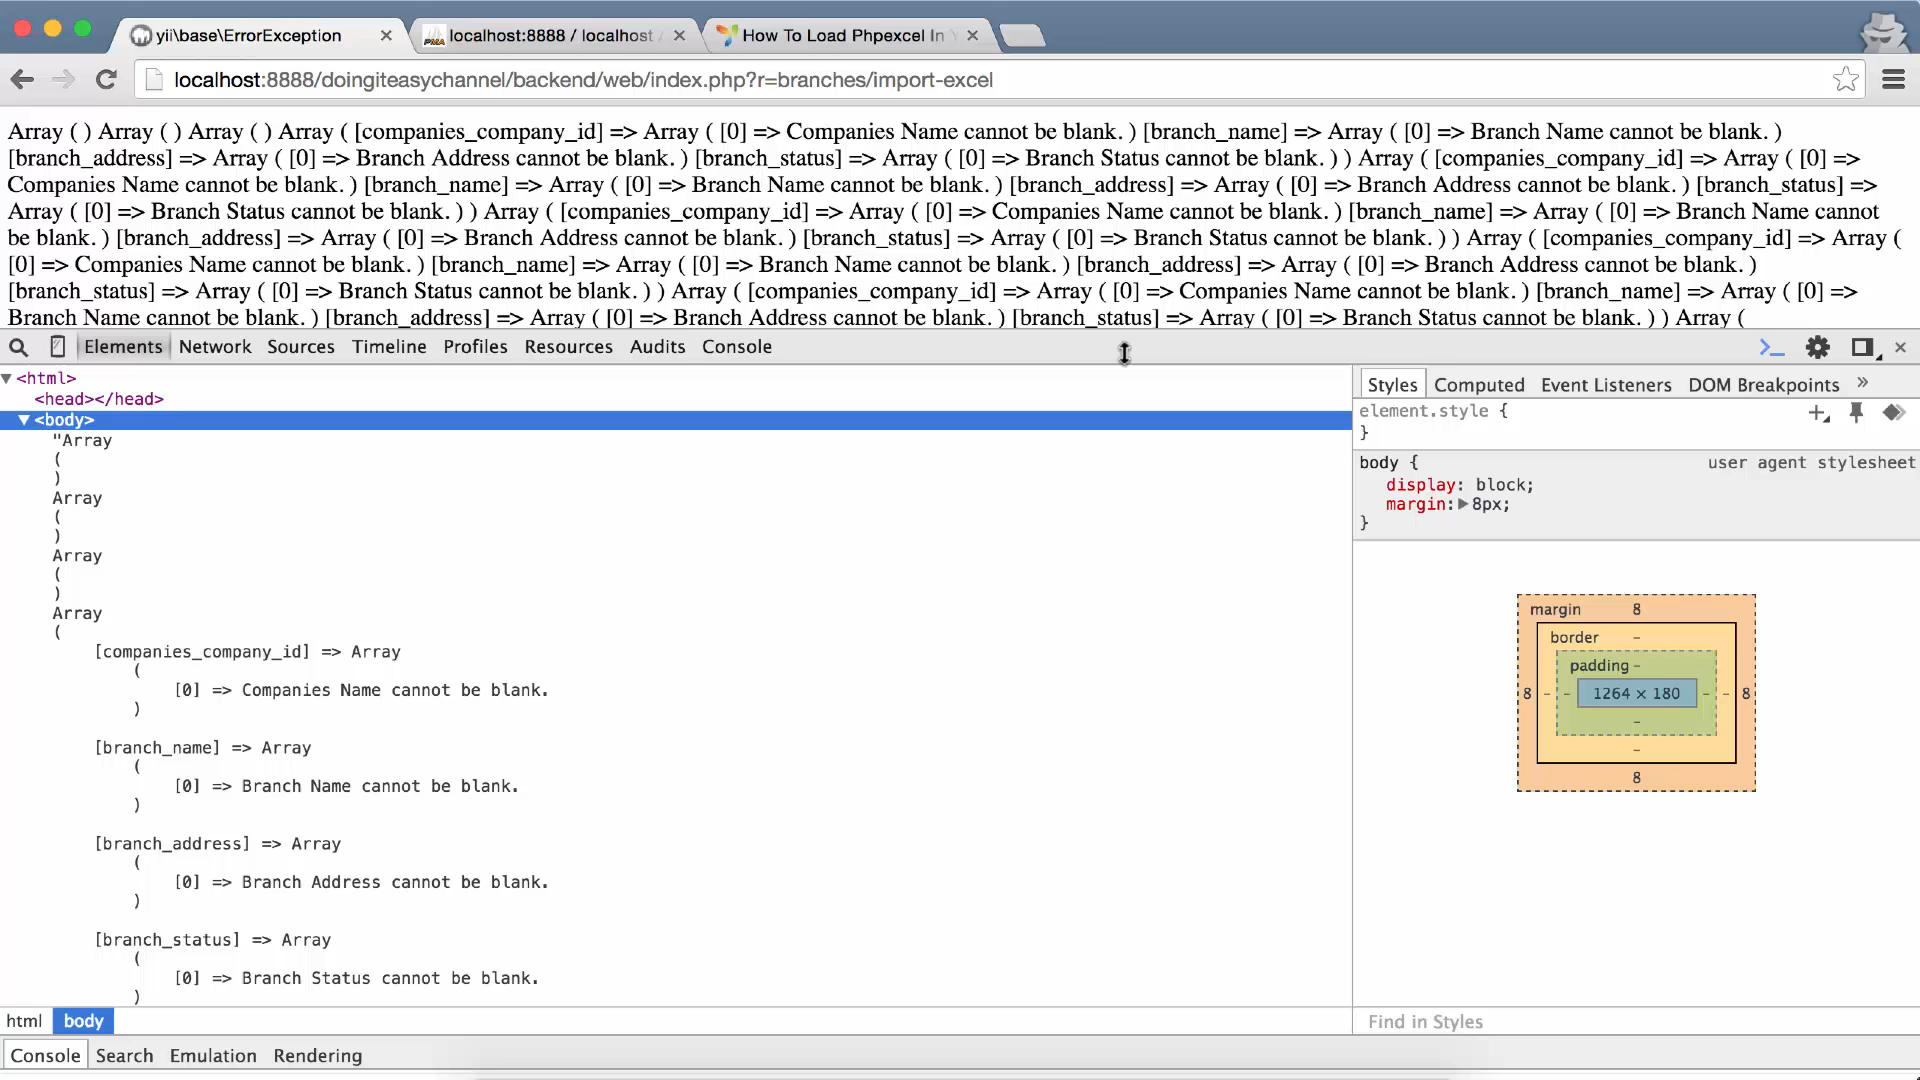 yii\base\ErrorException
localhost:8888 / localhost
How To Load Phpexcel In
localhost:8888/doingiteasychannel/backend/web/index.php?r=branches/import-excel
Array ( ) Array ( ) Array ( ) Array ( [companies_company_id] => Array ( [0] => Companies Name cannot be blank. ) [branch_name] => Array ( [0] => Branch Name cannot be blank. )
[branch_address] => Array ( [0] => Branch Address cannot be blank. ) [branch_status] => Array ( [0] => Branch Status cannot be blank. ) ) Array ( [companies_company_id] => Array ( [0] =>
Companies Name cannot be blank. ) [branch_name] => Array ( [0] => Branch Name cannot be blank. ) [branch_address] => Array ( [0] => Branch Address cannot be blank. ) [branch_status] =>
Array ( [0] => Branch Status cannot be blank. ) ) Array ( [companies_company_id] => Array ( [0] => Companies Name cannot be blank. ) [branch_name] => Array ( [0] => Branch Name cannot
be blank. ) [branch_address] => Array ( [0] => Branch Address cannot be blank. ) [branch_status] => Array ( [0] => Branch Status cannot be blank. ) ) Array ( [companies_company_id] => Array (
[0] => Companies Name cannot be blank. ) [branch_name] => Array ( [0] => Branch Name cannot be blank. ) [branch_address] => Array ( [0] => Branch Address cannot be blank. )
[branch_status] => Array ( [0] => Branch Status cannot be blank. ) ) Array ( [companies_company_id] => Array ( [0] => Companies Name cannot be blank. ) [branch_name] => Array ( [0] =>
Branch Name cannot be blank. ) [branch_address] => Array ( [0] => Branch Address cannot be blank. ) [branch_status] => Array ( [0] => Branch Status cannot be blank. ) ) Array (
Elements Network Sources Timeline Profiles Resources Audits Console
<html>
<head></head>
<body>
"Array
(
)
Array
(
)
Array
(
)
Array
(
[companies_company_id] => Array
(
[0] => Companies Name cannot be blank.
)
[branch_name] => Array
(
[0] => Branch Name cannot be blank.
)
[branch_address] => Array
(
[0] => Branch Address cannot be blank.
)
[branch_status] => Array
(
[0] => Branch Status cannot be blank.
)
Styles Computed Event Listeners DOM Breakpoints »
element.style {
}
body { user agent stylesheet
display: block;
margin: 8px;
}
margin 8
border –
padding –
8 – – 1264 × 180 – – 8
–
–
8
html body
Find in Styles
Console Search Emulation Rendering